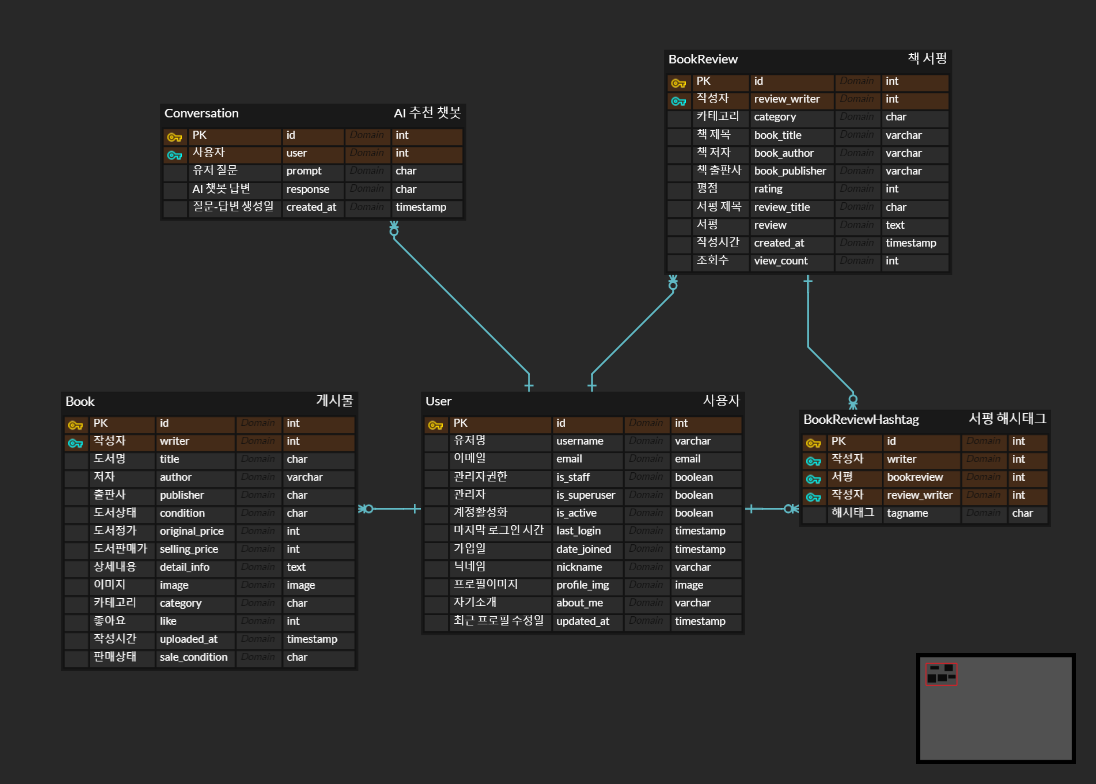 BookReview 책 서평
PK id Domain int
작성자 review_writer Domain int
카테고리 category Domain char
책 제목 book_title Domain varchar
책 저자 book_author Domain varchar
책 출판사 book_publisher Domain varchar
평점 rating Domain int
서평 제목 review_title Domain char
서평 review Domain text
작성시간 created_at Domain timestamp
조회수 view_count Domain int
Conversation AI 추천 챗봇
PK id Domain int
사용자 user Domain int
유지 질문 prompt Domain char
AI 챗봇 답변 response Domain char
질문-답변 생성일 created_at Domain timestamp
Book 게시물
PK id Domain int
작성자 writer Domain int
도서명 title Domain char
저자 author Domain varchar
출판사 publisher Domain char
도서상태 condition Domain char
도서정가 original_price Domain int
도서판매가 selling_price Domain int
상세내용 detail_info Domain text
이미지 image Domain image
카테고리 category Domain char
좋아요 like Domain int
작성시간 uploaded_at Domain timestamp
판매상태 sale_condition Domain char
User 사용사
PK id Domain int
유저명 username Domain varchar
이메일 email Domain email
관리자권한 is_staff Domain boolean
관리자 is_superuser Domain boolean
계정활성화 is_active Domain boolean
마지막 로그인 시간 last_login Domain timestamp
가입일 date_joined Domain timestamp
닉네임 nickname Domain varchar
프로필이미지 profile_img Domain image
자기소개 about_me Domain varchar
최근 프로필 수성일 updated_at Domain timestamp
BookReviewHashtag 서평 해시태그
PK id Domain int
작성자 writer Domain int
서평 bookreview Domain int
작성자 review_writer Domain int
해시태그 tagname Domain char